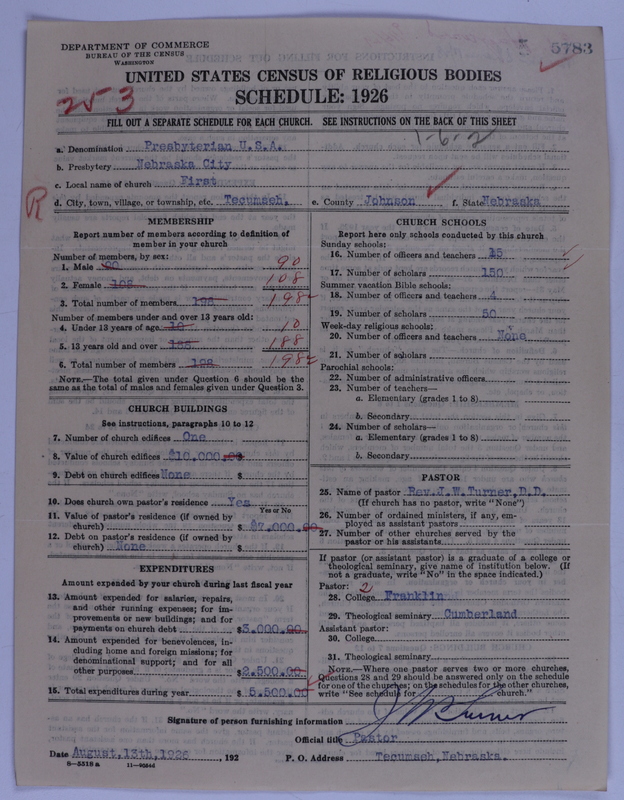 DEPARTMENT OF COMMERCE
BUREAU OF THE CENSUS
WASHINGTON
5 5783
UNITED STATES CENSUS OF RELIGIOUS BODIES
SCHEDULE: 1926
253
FILL OUT A SEPARATE SCHEDULE FOR EACH CHURCH. SEE INSTRUCTIONS ON THE BACK OF THIS SHEET
1-6-2
a. Denomination Presbyterian U.S.A.
b. Presbytery Nebraska City
c. Local name of church First
R
d. City, town, village, or township, etc. Tecumseh, e. County Johnson f. State Nebraska
MEMBERSHIP
Report number of members according to definition of
member in your church
Number of members, by sex:
1. Male 90 90
2. Female 108 108
3. Total number of members 198 198
Number of members under and over 13 years old:
4. Under 13 years of age 10 10
5. 13 years old and over 188 188
6. Total number of members 198 198
NOTE.—The total given under Question 6 should be the
same as the total of males and females given under Question 3.
CHURCH BUILDINGS
See instructions, paragraphs 10 to 12
7. Number of church edifices One
8. Value of church edifices $10,000.00
9. Debt on church edifices None $
10. Does church own pastor's residence Yes
Yes or No
11. Value of pastor's residence (if owned by
church) $ $7,000.00
12. Debt on pastor's residence (if owned by
church) None $
EXPENDITURES
Amount expended by your church during last fiscal year
13. Amount expended for salaries, repairs,
and other running expenses; for im-
provements or new buildings; and for
payments on church debt $3,000.00
14. Amount expended for benevolences, in-
cluding home and foreign missions; for
denominational support; and for all
other purposes $2,500.00
15. Total expenditures during year $ 5,500.00
CHURCH SCHOOLS
Report here only schools conducted by this church
Sunday schools:
16. Number of officers and teachers 15
17. Number of scholars 150
Summer vacation Bible schools:
18. Number of officers and teachers 4
19. Number of scholars 50
Week-day religious schools:
20. Number of officers and teachers None
21. Number of scholars
Parochial schools:
22. Number of administrative officers
23. Number of teachers—
a. Elementary (grades 1 to 8)
b. Secondary
24. Number of scholars—
a. Elementary (grades 1 to 8)
b. Secondary
PASTOR
25. Name of pastor Rev. J.W. Turner, D.D.
(If church has no pastor, write "None")
26. Number of ordained ministers, if any, em-
ployed as assistant pastors
27. Number of other churches served by the
pastor or his assistants
If pastor (or assistant pastor) is a graduate of a college or
theological seminary, give name of institution below. (If
not a graduate, write "No" in the space indicated.)
Pastor: 2
28. College Franklin
29. Theological seminary Cumberland
Assistant pastor:
30. College
31. Theological seminary
NOTE.—Where one pastor serves two or more churches,
Questions 28 and 29 should be answered only on the schedule
for one of the churches; on the schedules for the other churches,
write "See schedule for church."
Signature of person furnishing information J W Turner
Official title Pastor
Date August, 13th, 1926 , 192 P. O. Address Tecumseh, Nebraska.
8—5518a 11—90646